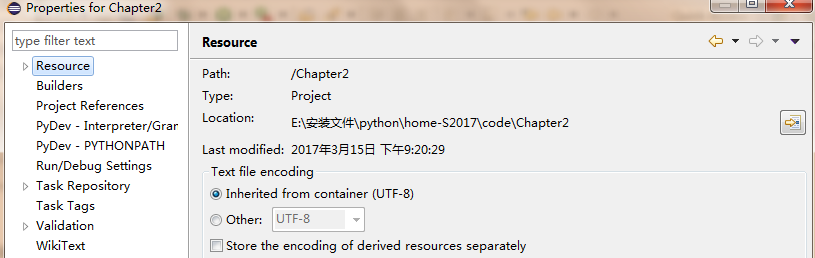 Properties for Chapter2
type filter text
Resource
Builders
Project References
PyDev - Interpreter/Gran
PyDev - PYTHONPATH
Run/Debug Settings
Task Repository
Task Tags
Validation
WikiText
Resource
Path: /Chapter2
Type: Project
Location: E:\安装文件\python\home-S2017\code\Chapter2
Last modified: 2017年3月15日 下午9:20:29
Text file encoding
Inherited from container (UTF-8)
Other: UTF-8
Store the encoding of derived resources separately